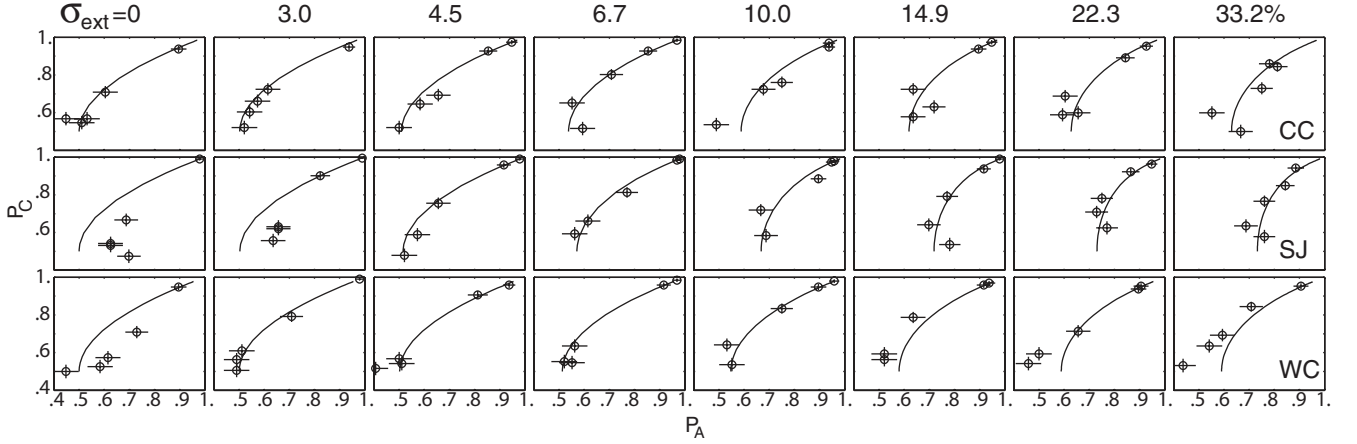 σext=0 3.0 4.5 6.7 10.0 14.9 22.3 33.2%
1.
.8
.6
CC
1.
.8
.6
SJ
PC
1.
.8
.6
.4
WC
.4 .5 .6 .7 .8 .9 1. .5 .6 .7 .8 .9 1. .5 .6 .7 .8 .9 1. .5 .6 .7 .8 .9 1. .5 .6 .7 .8 .9 1. .5 .6 .7 .8 .9 1. .5 .6 .7 .8 .9 1. .5 .6 .7 .8 .9 1.
PA